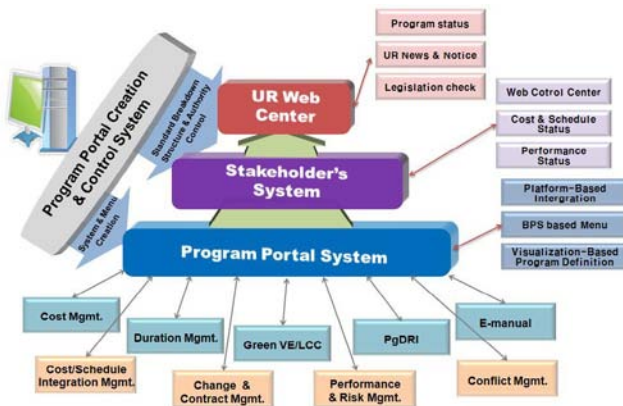 Program status
UR News & Notice
Legislation check
UR Web
Center
Web Cotrol Center
Cost & Schedule
Status
Performance
Status
Program Portal Creation
& Control System
Standard Breakdown
Structure & Authority
Control
Stakeholder's
System
System & Menu
Creation
Platform-Based
Intergration
BPS based Menu
Visualization-Based
Program Definition
Program Portal System
Cost Mgmt.
Duration Mgmt.
Green VE/LCC
PgDRI
E-manual
Cost/Schedule
Integration Mgmt.
Change &
Contract Mgmt.
Performance
& Risk Mgmt.
Conflict Mgmt.